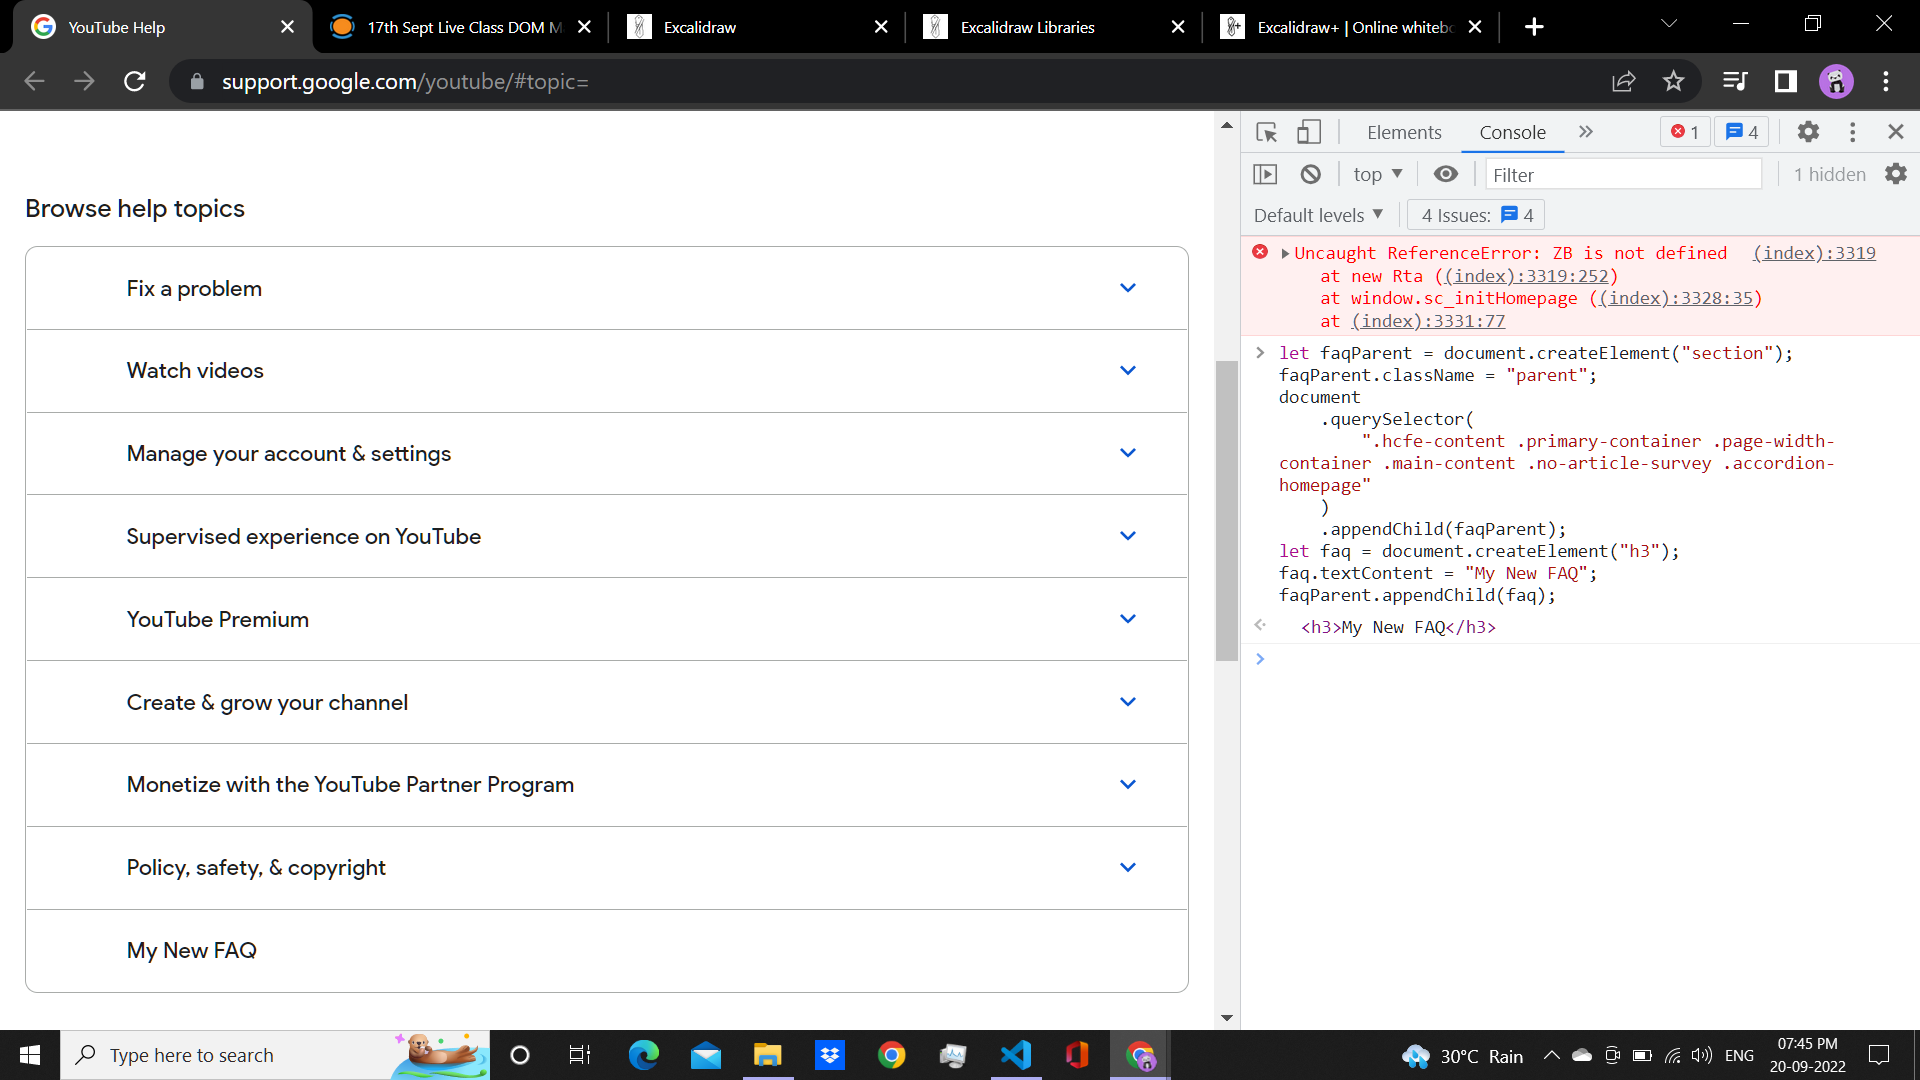 YouTube Help
17th Sept Live Class DOM M
Excalidraw
Excalidraw Libraries
Excalidraw+ | Online whitebo
support.google.com/youtube/#topic=
Browse help topics
Fix a problem
Watch videos
Manage your account & settings
Supervised experience on YouTube
YouTube Premium
Create & grow your channel
Monetize with the YouTube Partner Program
Policy, safety, & copyright
My New FAQ
Elements Console 1 4
top Filter 1 hidden
Default levels 4 Issues: 4
Uncaught ReferenceError: ZB is not defined (index):3319
at new Rta ((index):3319:252)
at window.sc_initHomepage ((index):3328:35)
at (index):3331:77
let faqParent = document.createElement("section");
faqParent.className = "parent";
document
.querySelector(
".hcfe-content .primary-container .page-width-
container .main-content .no-article-survey .accordion-
homepage"
)
.appendChild(faqParent);
let faq = document.createElement("h3");
faq.textContent = "My New FAQ";
faqParent.appendChild(faq);
<h3>My New FAQ</h3>
Type here to search
30°C Rain
ENG
07:45 PM
20-09-2022